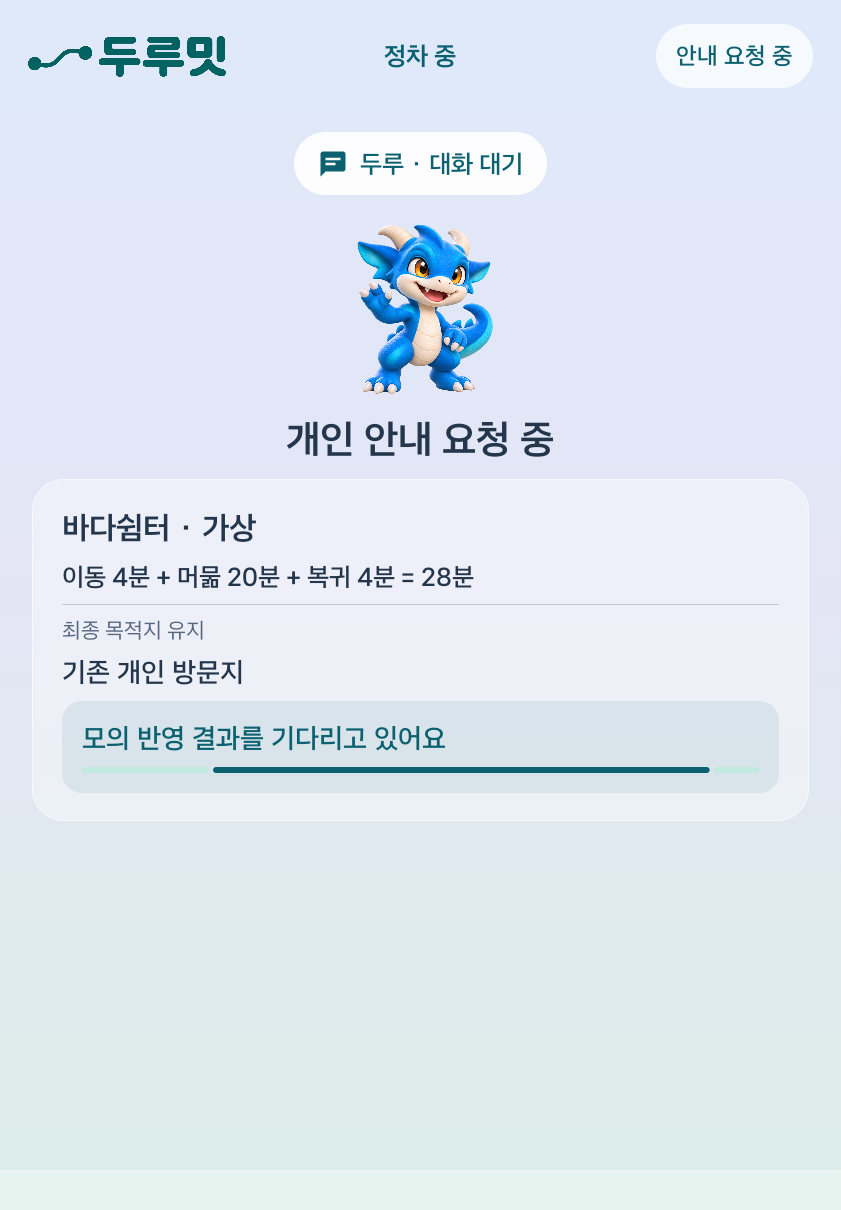 두루밋
정차 중
안내 요청 중
두루 · 대화 대기
개인 안내 요청 중
바다쉼터 · 가상
이동 4분 + 머묾 20분 + 복귀 4분 = 28분
최종 목적지 유지
기존 개인 방문지
모의 반영 결과를 기다리고 있어요